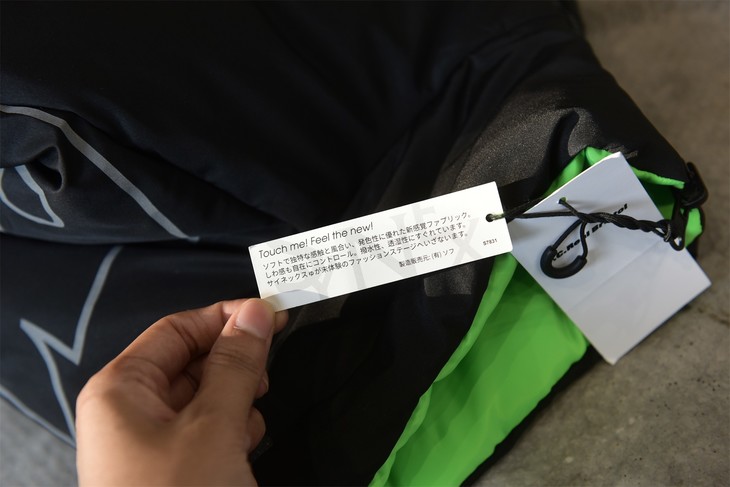 Touch me! Feel the new!
ソフトで独特な感触と風合い、発色性に優れた新感覚ファブリック、
しわ感も自在にコントロール。撥水性、透湿性にすぐれています。
サイネックスゅが未体験のファッションステージへいざないます。
製造販売元: (有) ソフ
S7831
F.C.Real Bristol